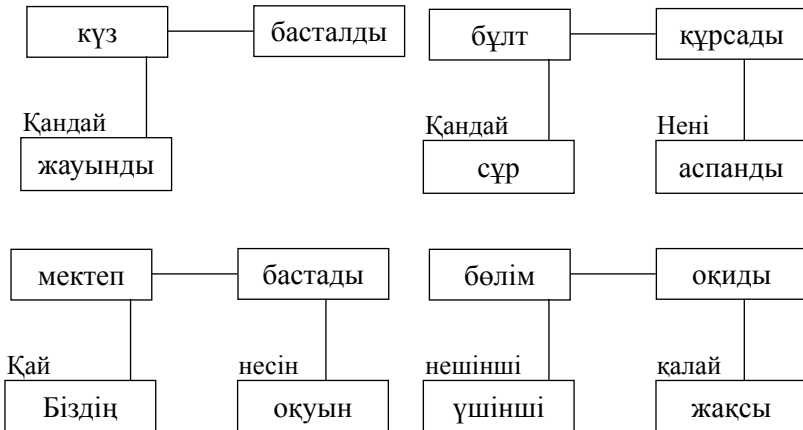 күз басталды бұлт құрсады
Қандай Қандай Нені
жауынды сұр аспанды
мектеп бастады бөлім оқиды
Қай несін нешінші қалай
Біздің оқуын үшінші жақсы